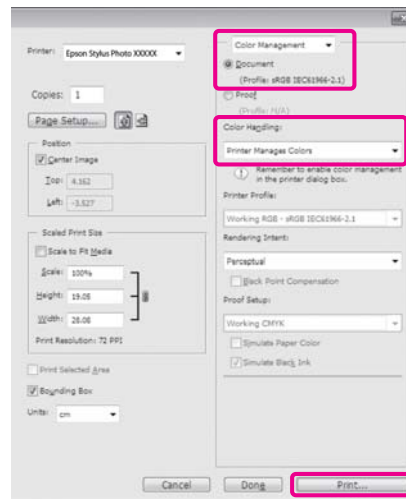 Printer: Epson Stylus Photo XXXXX
Copies: 1
Page Setup...
Position
Center Image
Top: 4.162
Left: -3.527
Scaled Print Size
Scale to Fit Media
Scale: 100%
Height: 19.05
Width: 28.08
Print Resolution: 72 PPI
Print Selected Area
Bounding Box
Units: cm
Color Management
Document
(Profile: sRGB IEC61966-2.1)
Proof
(Profile: N/A)
Color Handling:
Printer Manages Colors
Remember to enable color management
in the printer dialog box.
Printer Profile:
Working RGB - sRGB IEC61966-2.1
Rendering Intent:
Perceptual
Black Point Compensation
Proof Setup:
Working CMYK
Simulate Paper Color
Simulate Black Ink
Cancel
Done
Print...